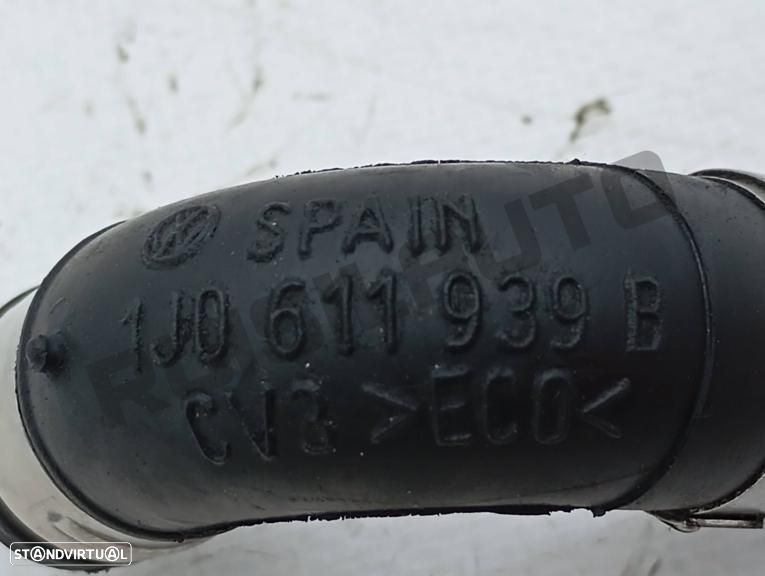 SPAIN
1J0 611 939 B
CV3 >ECO<
STANDVIRTUAL